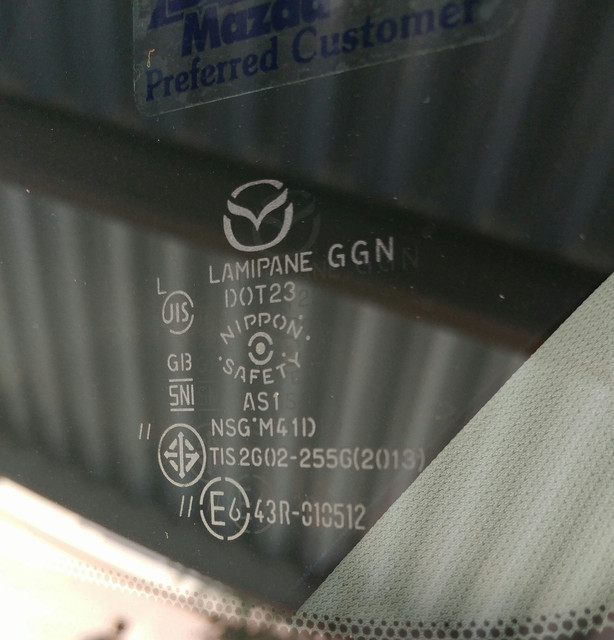 Mazda
Preferred Customer
LAMIPANE GGN
DOT23
L
JIS
NIPPON
SAFETY
GB
SNI
AS1
NSG M41D
TIS 2602-2556(2013)
E6 43R-010512